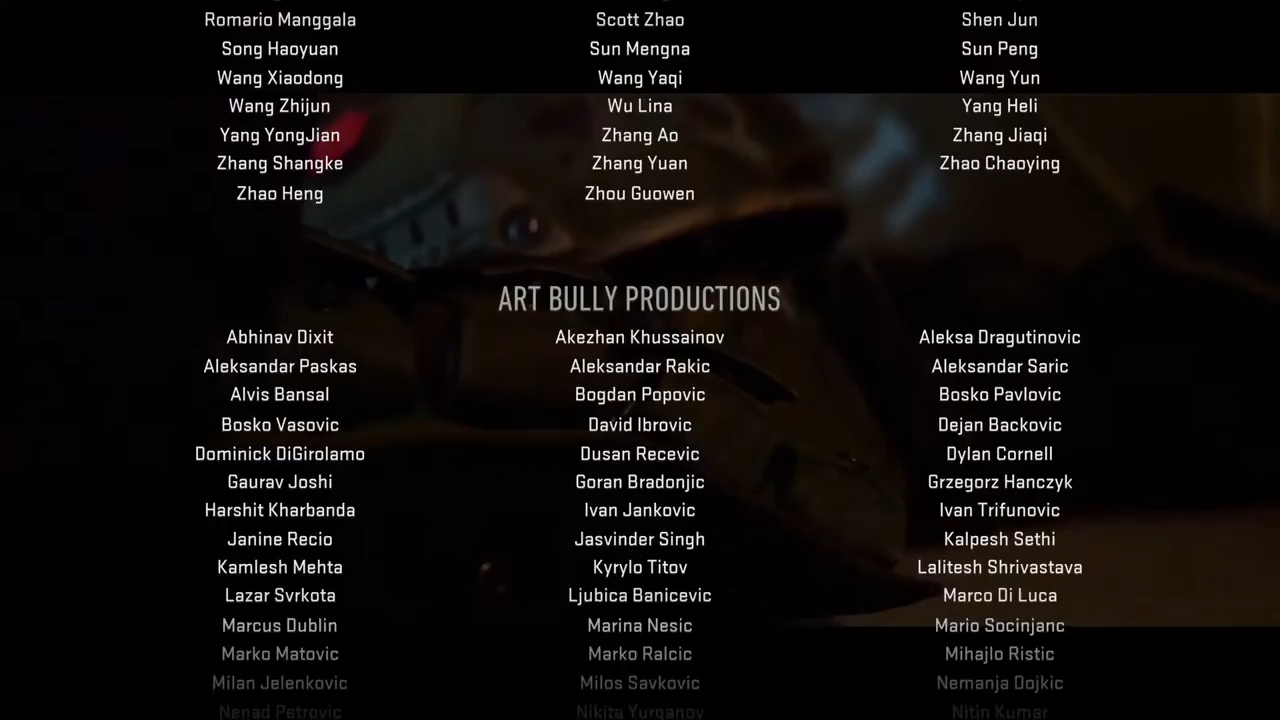 Romario Manggala Scott Zhao Shen Jun
Song Haoyuan Sun Mengna Sun Peng
Wang Xiaodong Wang Yaqi Wang Yun
Wang Zhijun Wu Lina Yang Heli
Yang YongJian Zhang Ao Zhang Jiaqi
Zhang Shangke Zhang Yuan Zhao Chaoying
Zhao Heng Zhou Guowen
ART BULLY PRODUCTIONS
Abhinav Dixit Akezhan Khussainov Aleksa Dragutinovic
Aleksandar Paskas Aleksandar Rakic Aleksandar Saric
Alvis Bansal Bogdan Popovic Bosko Pavlovic
Bosko Vasovic David Ibrovic Dejan Backovic
Dominick DiGirolamo Dusan Recevic Dylan Cornell
Gaurav Joshi Goran Bradonjic Grzegorz Hanczyk
Harshit Kharbanda Ivan Jankovic Ivan Trifunovic
Janine Recio Jasvinder Singh Kalpesh Sethi
Kamlesh Mehta Kyrylo Titov Lalitesh Shrivastava
Lazar Svrkota Ljubica Banicevic Marco Di Luca
Marcus Dublin Marina Nesic Mario Socinjanc
Marko Matovic Marko Ralcic Mihajlo Ristic
Milan Jelenkovic Milos Savkovic Nemanja Dojkic
Nenad Petrovic Nikita Yurganov Nitin Kumar